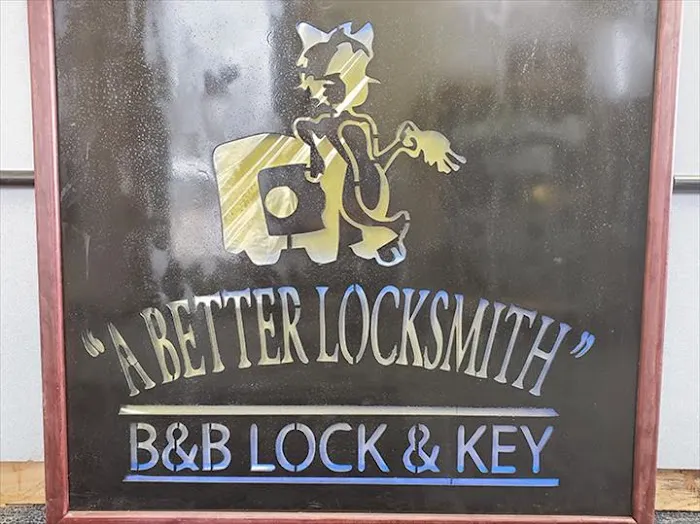 "A BETTER LOCKSMITH"
B&B LOCK & KEY